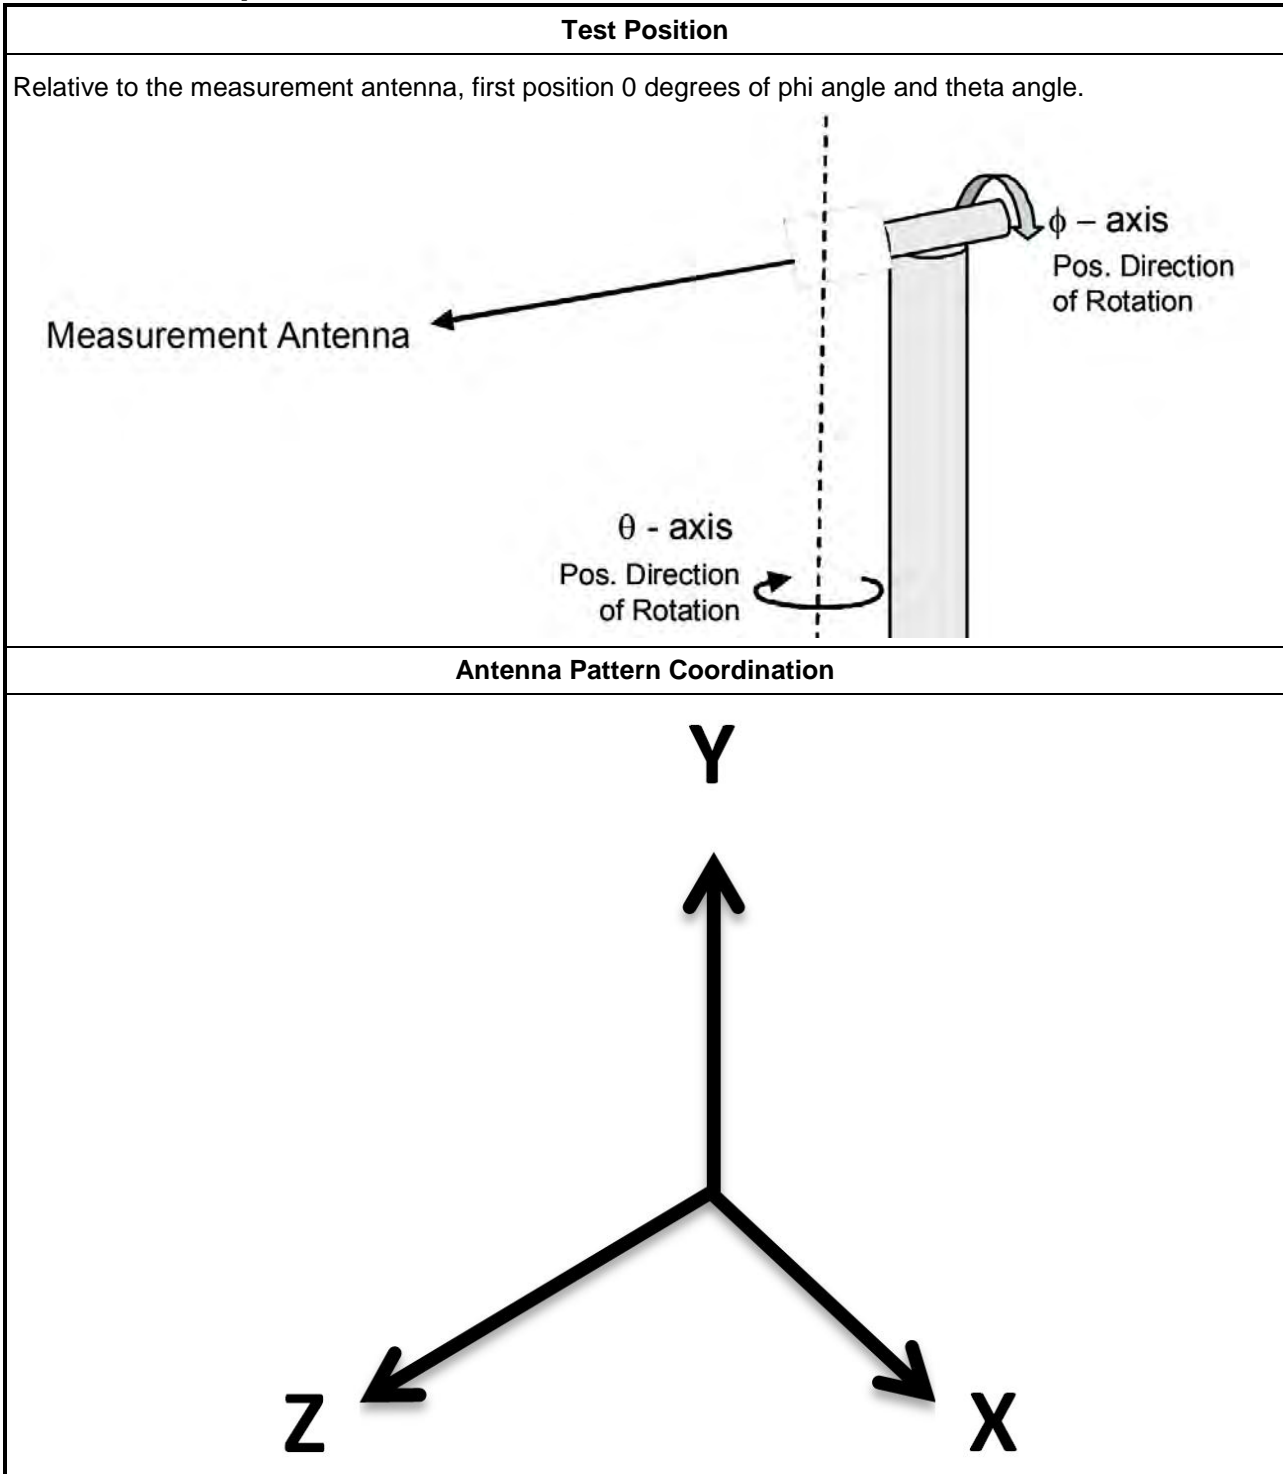 Test Position
Relative to the measurement antenna, first position 0 degrees of phi angle and theta angle.
ϕ – axis
Pos. Direction
of Rotation
Measurement Antenna
θ - axis
Pos. Direction
of Rotation
Antenna Pattern Coordination
Y
Z
X